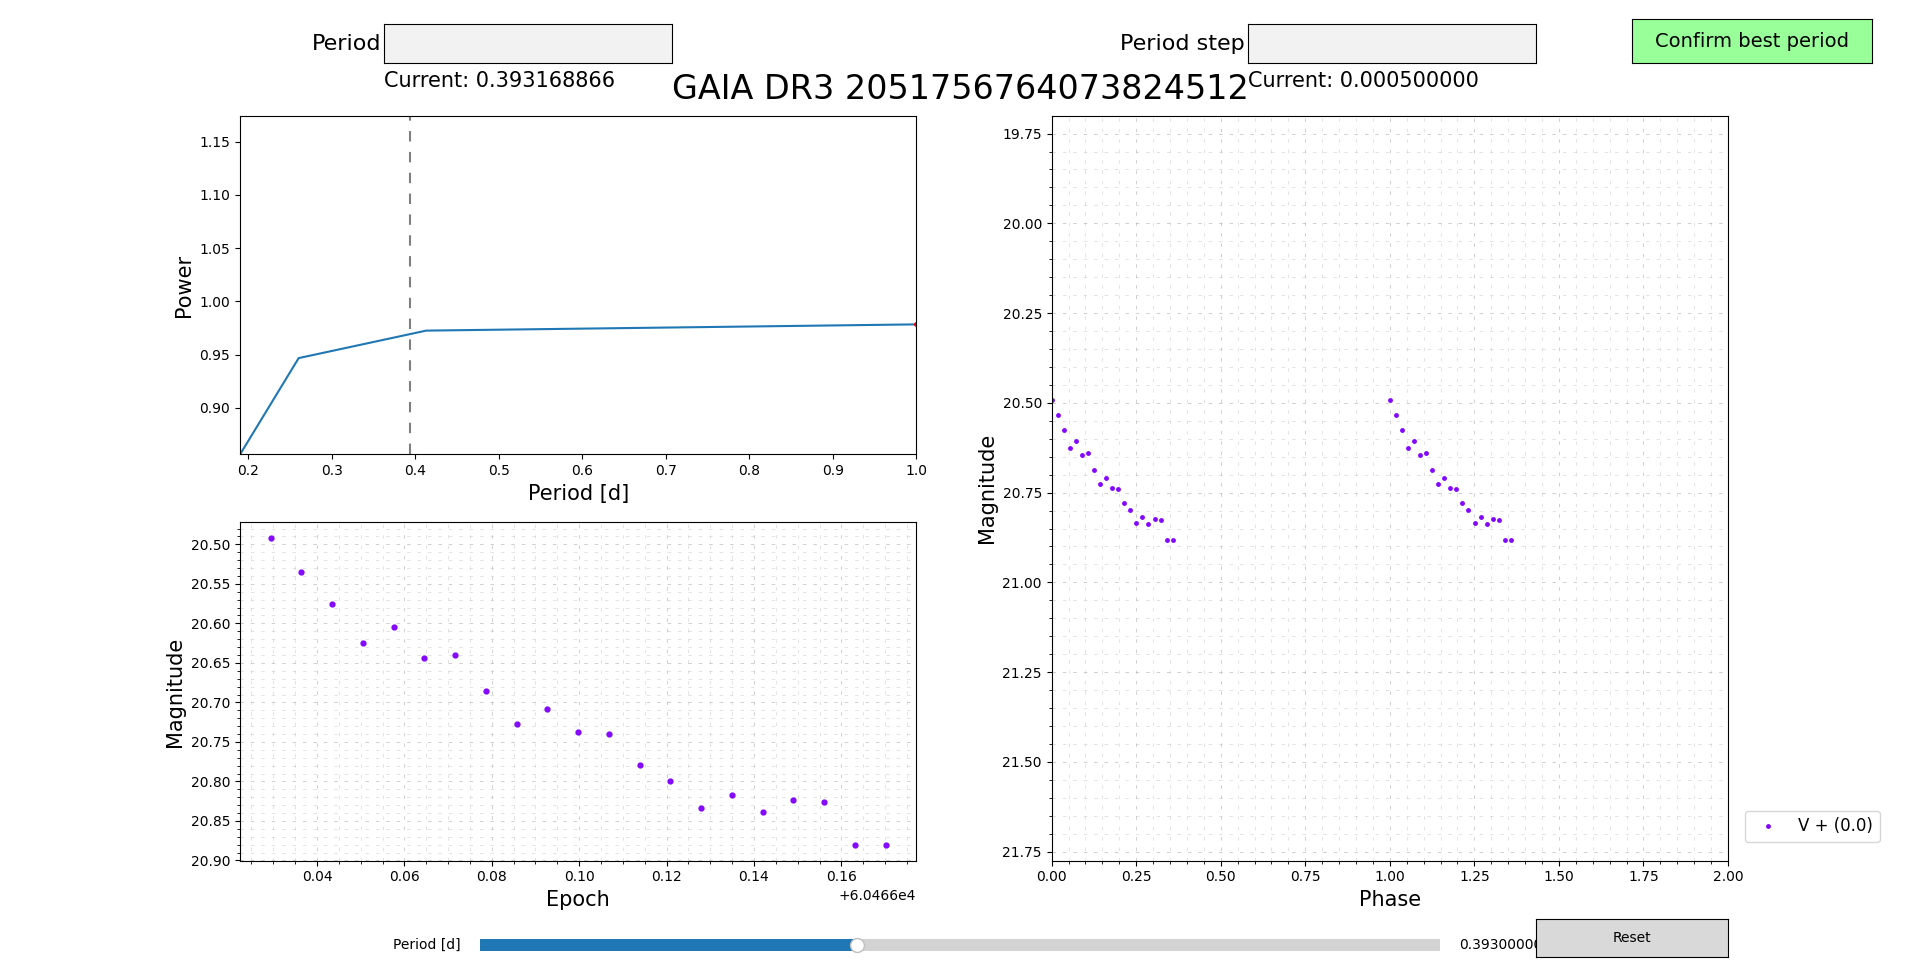 Period
Period step
Confirm best period
Current: 0.393168866
Current: 0.000500000
GAIA DR3 2051756764073824512
1.15
1.10
1.05
1.00
0.95
0.90
Power
0.2 0.3 0.4 0.5 0.6 0.7 0.8 0.9 1.0
Period [d]
20.50
20.55
20.60
20.65
20.70
20.75
20.80
20.85
20.90
Magnitude
0.04 0.06 0.08 0.10 0.12 0.14 0.16
+6.0466e4
Epoch
19.75
20.00
20.25
20.50
20.75
21.00
21.25
21.50
21.75
Magnitude
0.00 0.25 0.50 0.75 1.00 1.25 1.50 1.75 2.00
Phase
V + (0.0)
Period [d]
0.3930000
Reset